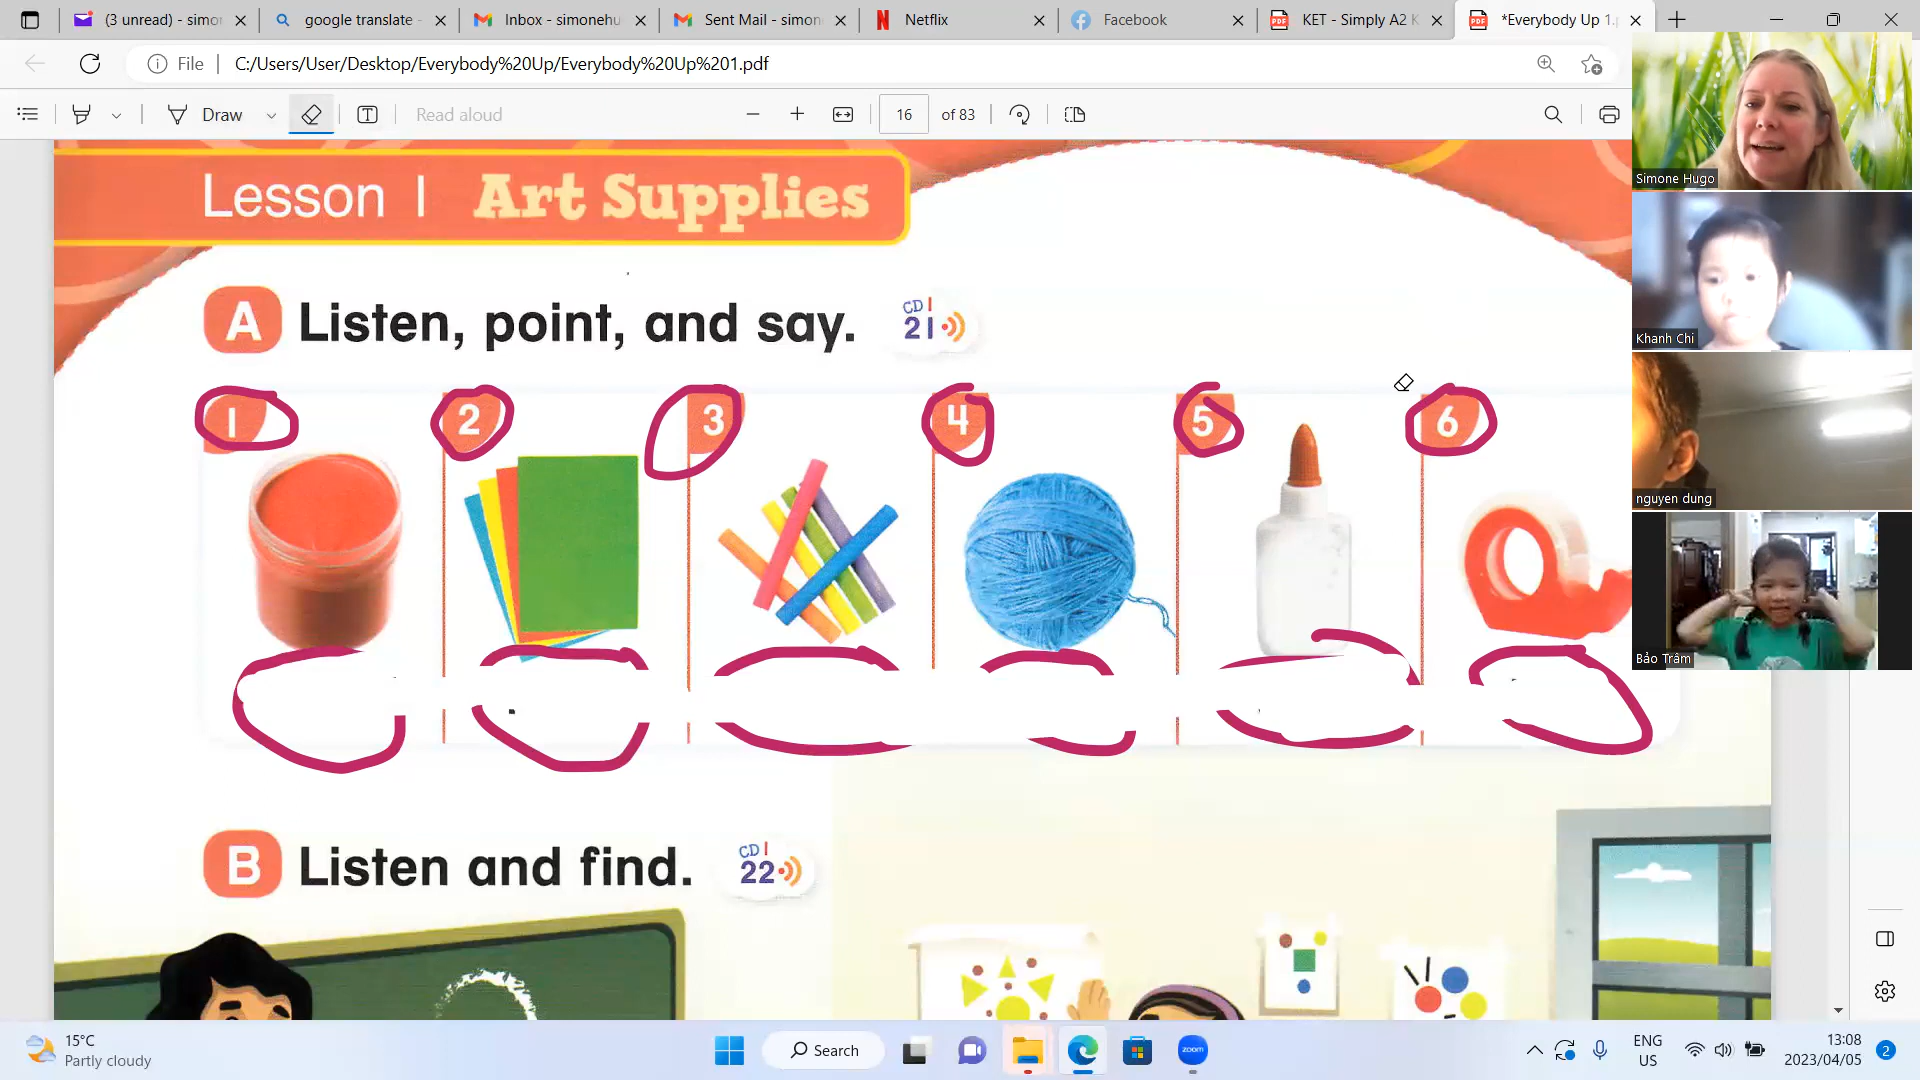 (3 unread) - simo
google translate -
Inbox - simonehu
Sent Mail - simon
Netflix
Facebook
KET - Simply A2 K
*Everybody Up 1.p
File
C:/Users/User/Desktop/Everybody%20Up/Everybody%20Up%201.pdf
Draw
Read aloud
16
of 83
Lesson 1 Art Supplies
A Listen, point, and say. CD 1 21
1 2 3 4 5 6
B Listen and find. CD 1 22
Simone Hugo
Khanh Chi
nguyen dung
Bảo Trâm
15°C
Partly cloudy
Search
zoom
ENG
US
13:08
2023/04/05
2